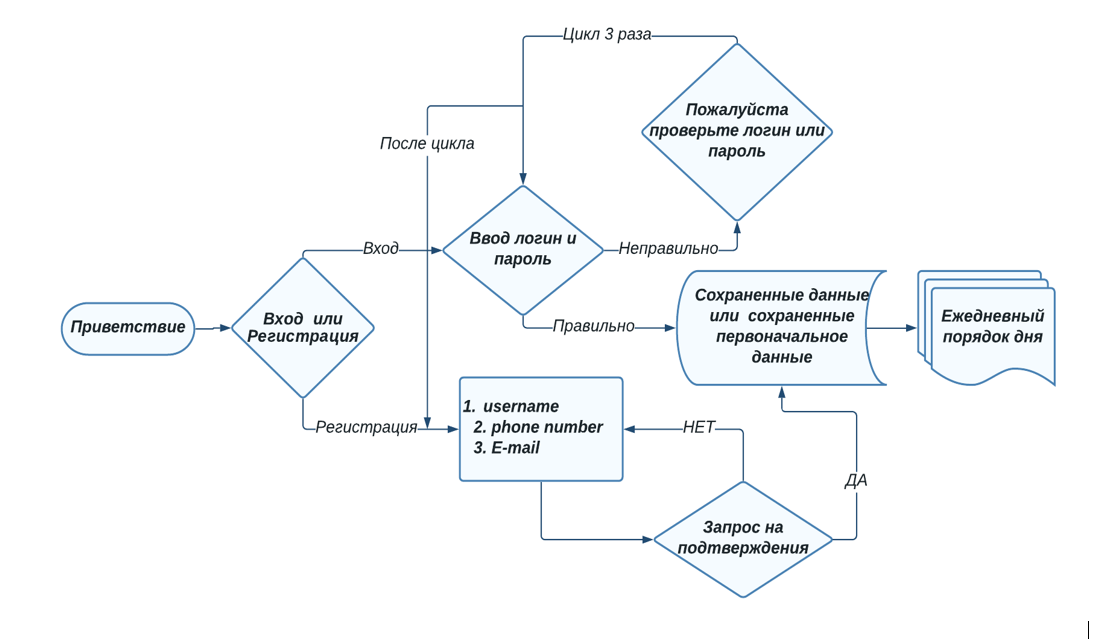 Цикл 3 раза
Пожалуйста
проверьте логин или
пароль
После цикла
Ввод логин и
пароль
Вход
Неправильно
Приветствие
Вход или
Регистрация
Правильно
Сохраненные данные
или сохраненные
первоначальное
данные
Ежедневный
порядок дня
Регистрация
1. username
2. phone number
3. E-mail
НЕТ
ДА
Запрос на
подтверждения